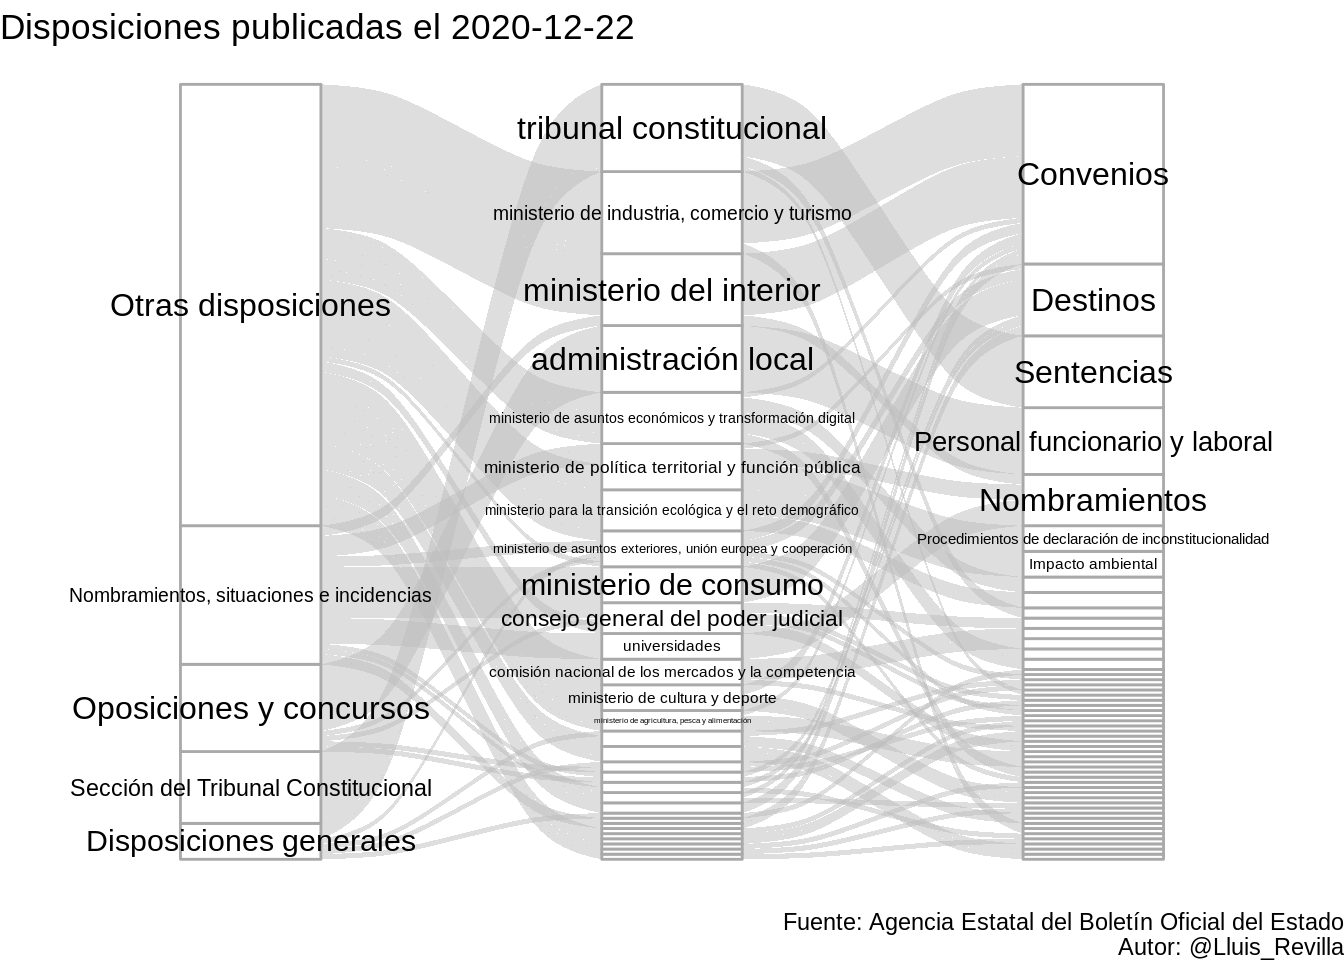 Disposiciones publicadas el 2020-12-22
Otras disposiciones
Nombramientos, situaciones e incidencias
Oposiciones y concursos
Sección del Tribunal Constitucional
Disposiciones generales
tribunal constitucional
ministerio de industria, comercio y turismo
ministerio del interior
administración local
ministerio de asuntos económicos y transformación digital
ministerio de política territorial y función pública
ministerio para la transición ecológica y el reto demográfico
ministerio de asuntos exteriores, unión europea y cooperación
ministerio de consumo
consejo general del poder judicial
universidades
comisión nacional de los mercados y la competencia
ministerio de cultura y deporte
ministerio de agricultura, pesca y alimentación
Convenios
Destinos
Sentencias
Personal funcionario y laboral
Nombramientos
Procedimientos de declaración de inconstitucionalidad
Impacto ambiental
Fuente: Agencia Estatal del Boletín Oficial del Estado
Autor: @Lluis_Revilla